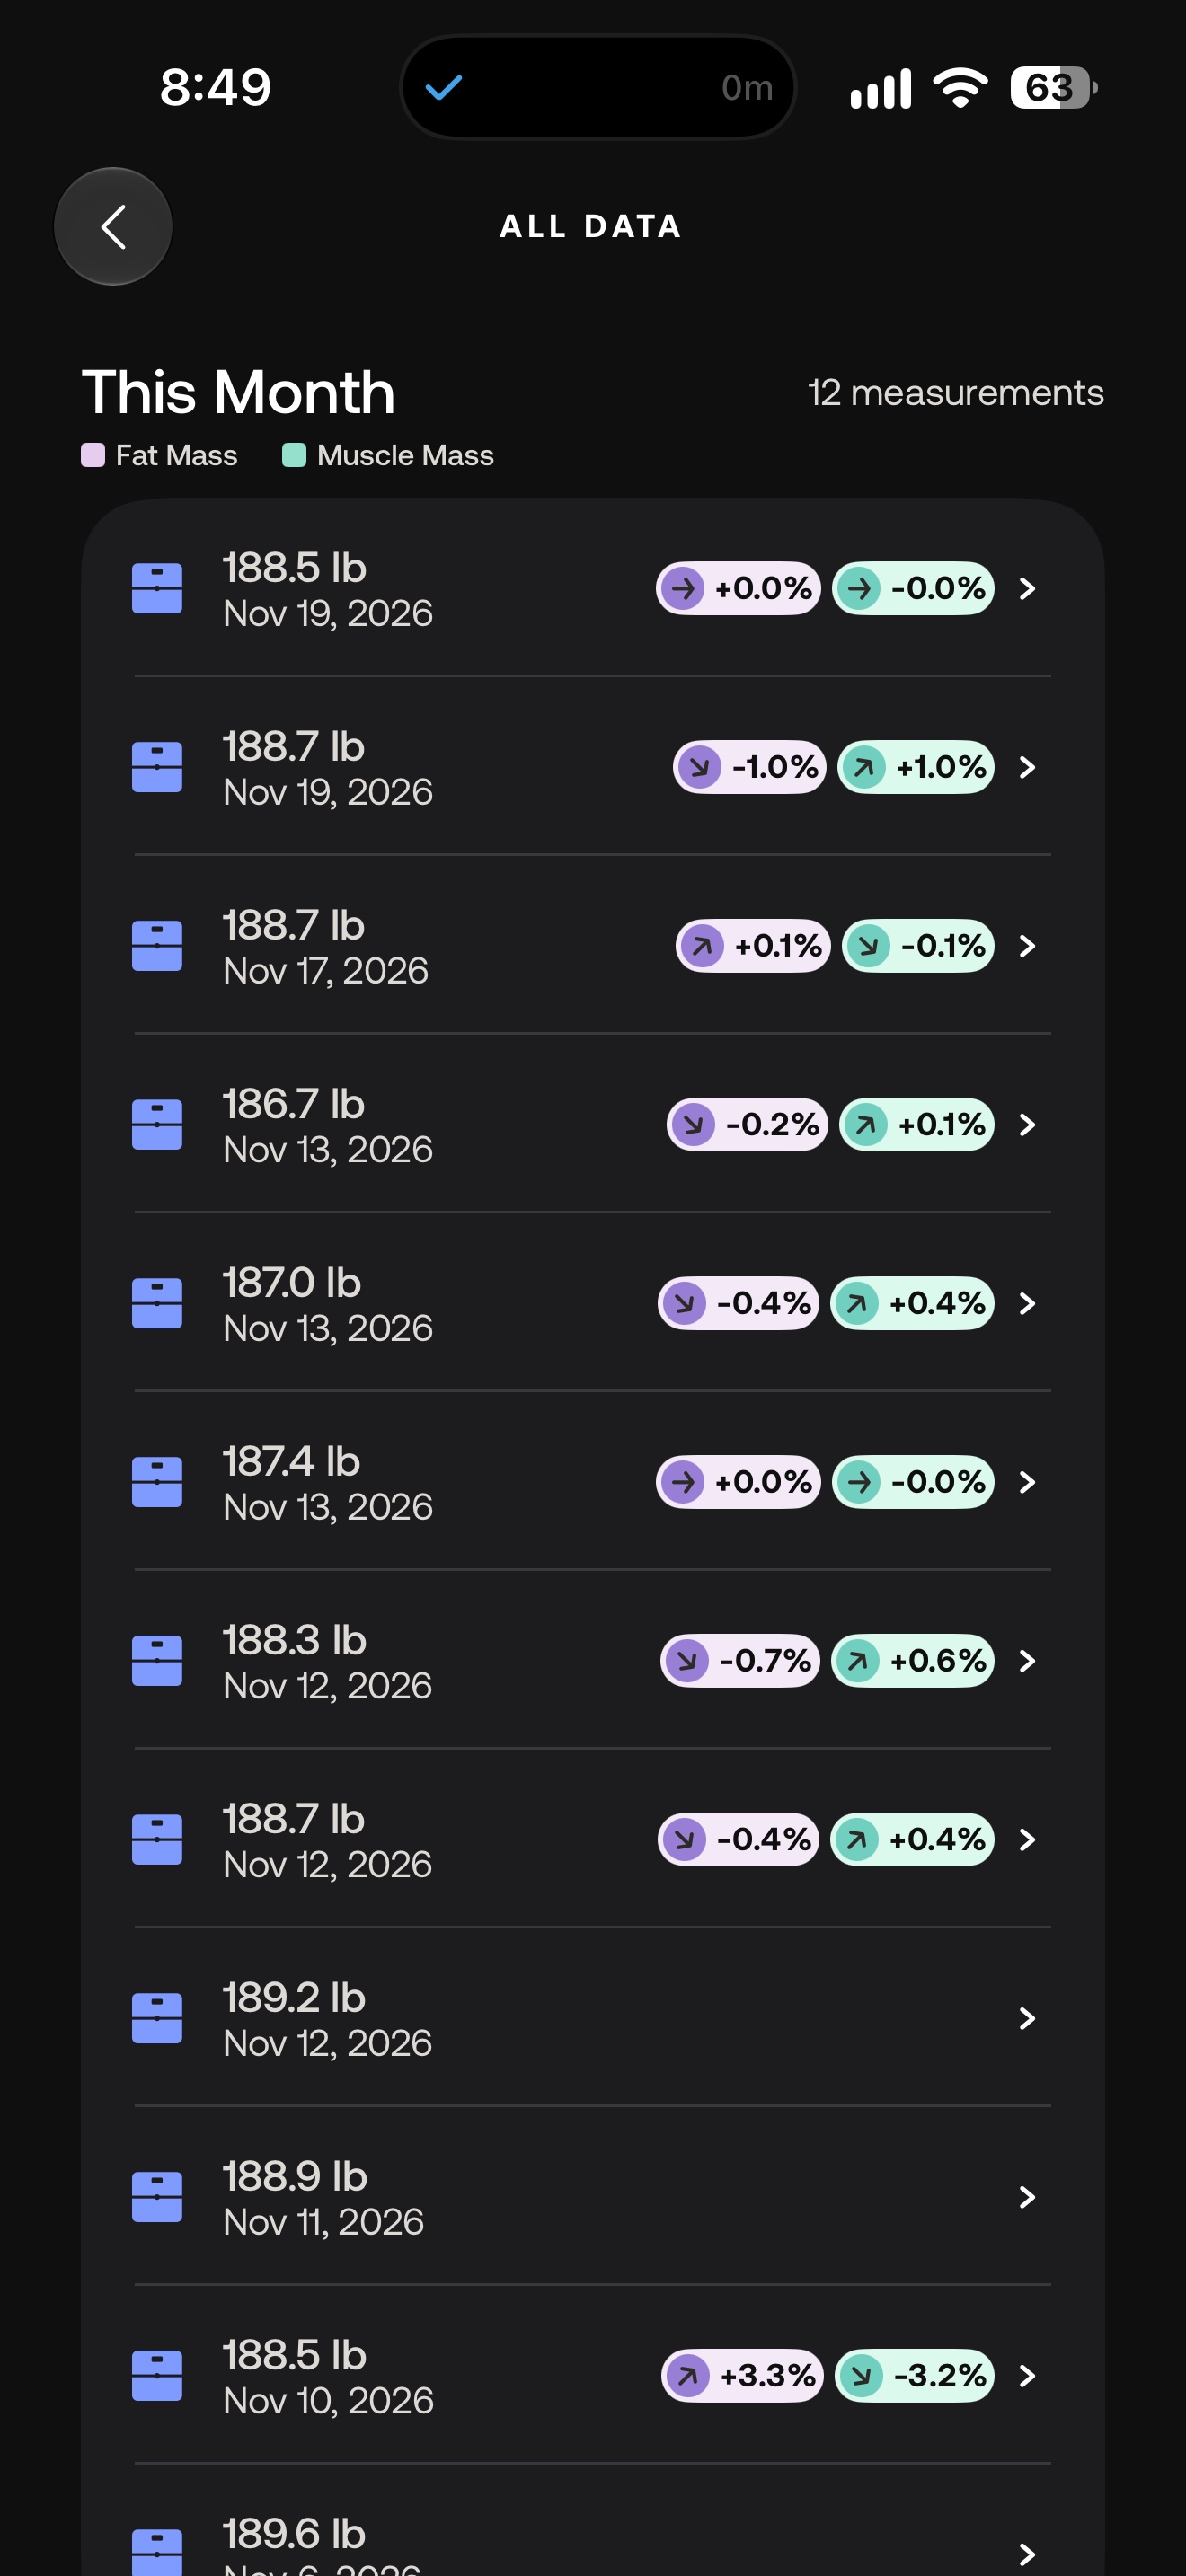 8:49
0m
63
ALL DATA
This Month
12 measurements
Fat Mass
Muscle Mass
188.5 lb
Nov 19, 2026
+0.0%
-0.0%
188.7 lb
Nov 19, 2026
-1.0%
+1.0%
188.7 lb
Nov 17, 2026
+0.1%
-0.1%
186.7 lb
Nov 13, 2026
-0.2%
+0.1%
187.0 lb
Nov 13, 2026
-0.4%
+0.4%
187.4 lb
Nov 13, 2026
+0.0%
-0.0%
188.3 lb
Nov 12, 2026
-0.7%
+0.6%
188.7 lb
Nov 12, 2026
-0.4%
+0.4%
189.2 lb
Nov 12, 2026
188.9 lb
Nov 11, 2026
188.5 lb
Nov 10, 2026
+3.3%
-3.2%
189.6 lb
Nov 6, 2026